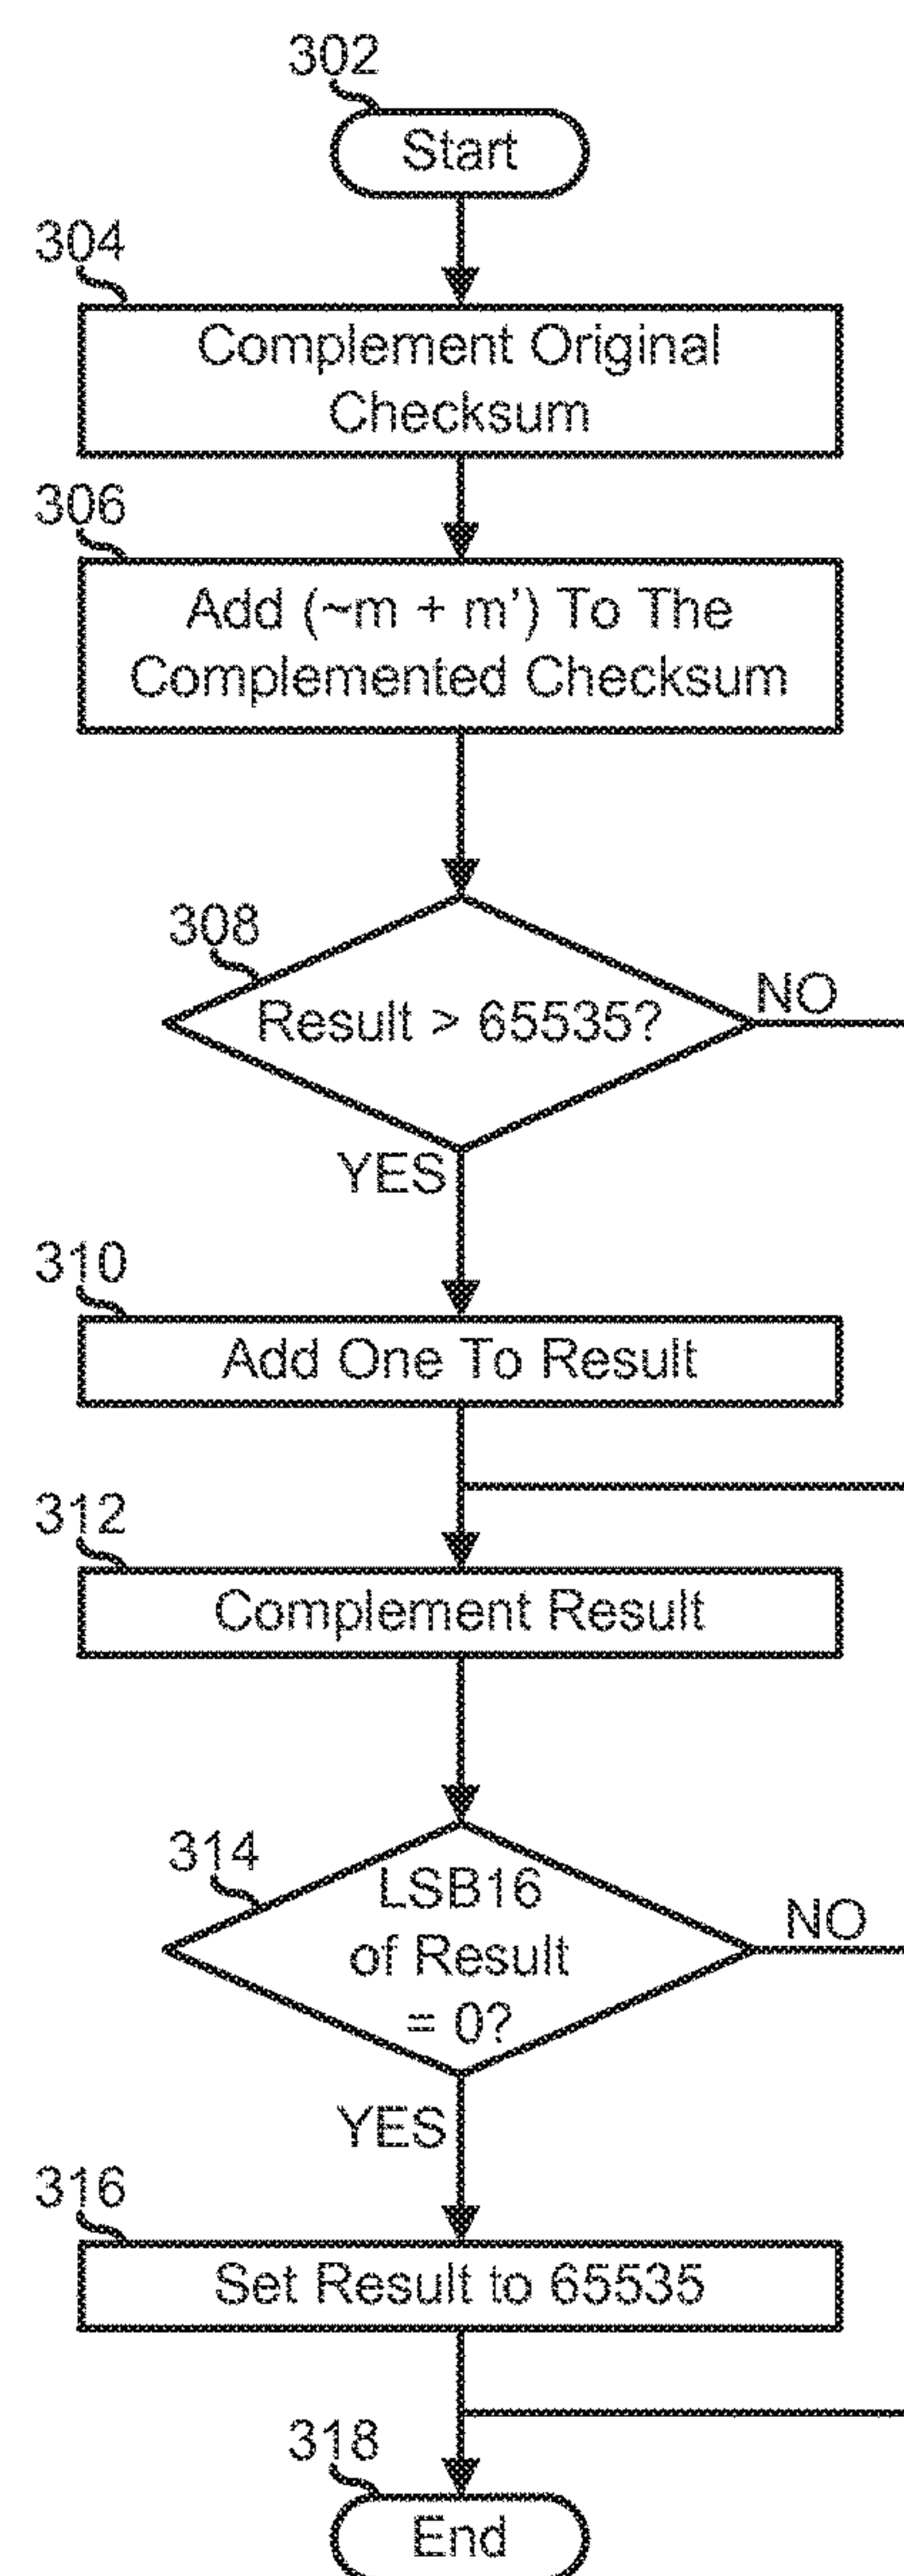 302
Start
304
Complement Original
Checksum
306
Add (~m + m') To The
Complemented Checksum
308
Result > 65535?
NO
YES
310
Add One To Result
312
Complement Result
314
LSB16
of Result
= 0?
NO
YES
316
Set Result to 65535
318
End